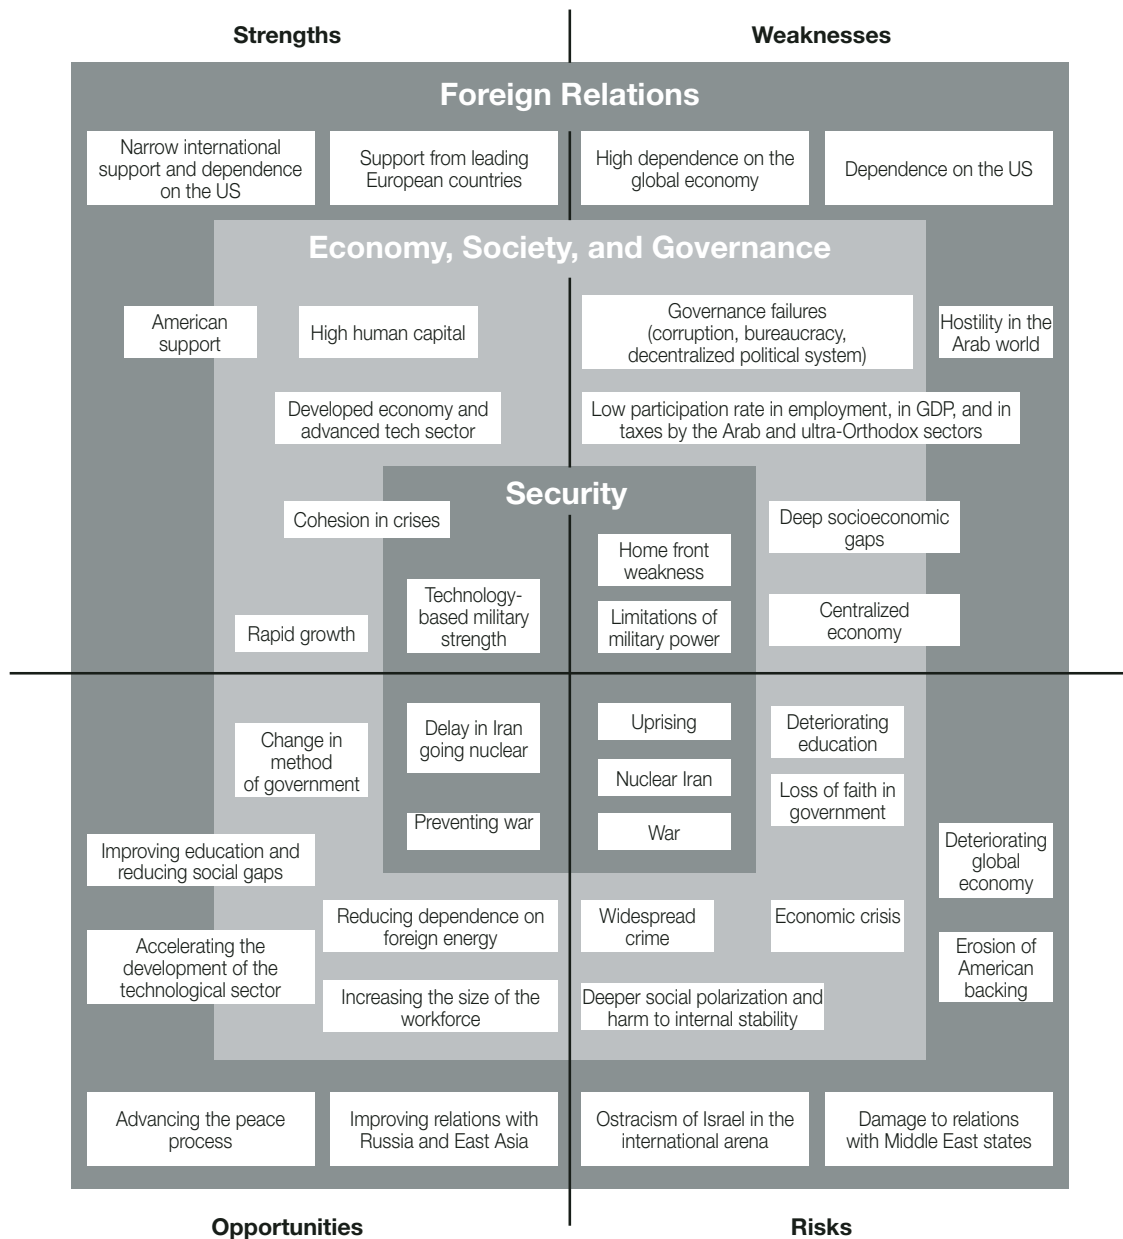 Strengths
Weaknesses
Foreign Relations
Narrow international
support and dependence
on the US
Support from leading
European countries
High dependence on the
global economy
Dependence on the US
Economy, Society, and Governance
American
support
High human capital
Governance failures
(corruption, bureaucracy,
decentralized political system)
Hostility in the
Arab world
Developed economy and
advanced tech sector
Low participation rate in employment, in GDP, and in
taxes by the Arab and ultra-Orthodox sectors
Security
Cohesion in crises
Deep socioeconomic
gaps
Home front
weakness
Technology-
based military
strength
Limitations of
military power
Centralized
economy
Rapid growth
Change in
method
of government
Delay in Iran
going nuclear
Uprising
Deteriorating
education
Nuclear Iran
Loss of faith in
government
Preventing war
War
Improving education and
reducing social gaps
Deteriorating
global
economy
Reducing dependence on
foreign energy
Widespread
crime
Economic crisis
Accelerating the
development of the
technological sector
Erosion of
American
backing
Increasing the size of the
workforce
Deeper social polarization and
harm to internal stability
Advancing the peace
process
Improving relations with
Russia and East Asia
Ostracism of Israel in the
international arena
Damage to relations
with Middle East states
Opportunities
Risks